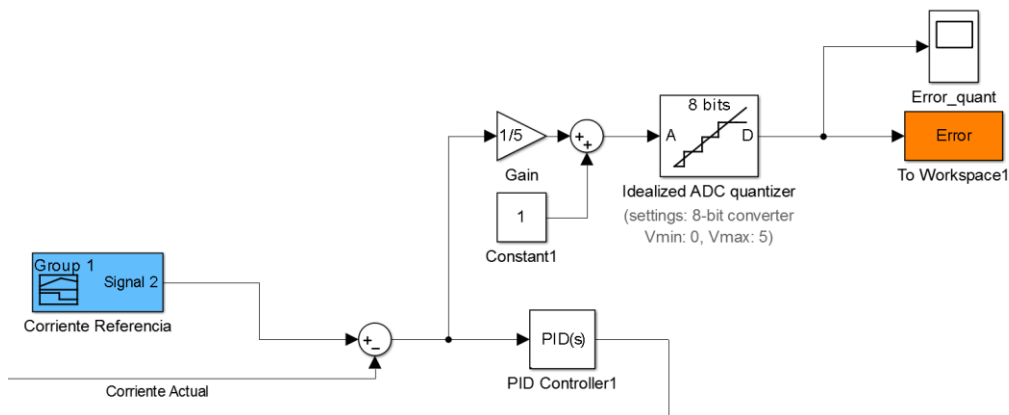 8 bits
A
D
Idealized ADC quantizer
(settings: 8-bit converter
Vmin: 0, Vmax: 5)
Error_quant
Error
To Workspace1
1/5
Gain
+
+
1
Constant1
Group 1
Signal 2
Corriente Referencia
+
−
PID(s)
PID Controller1
Corriente Actual